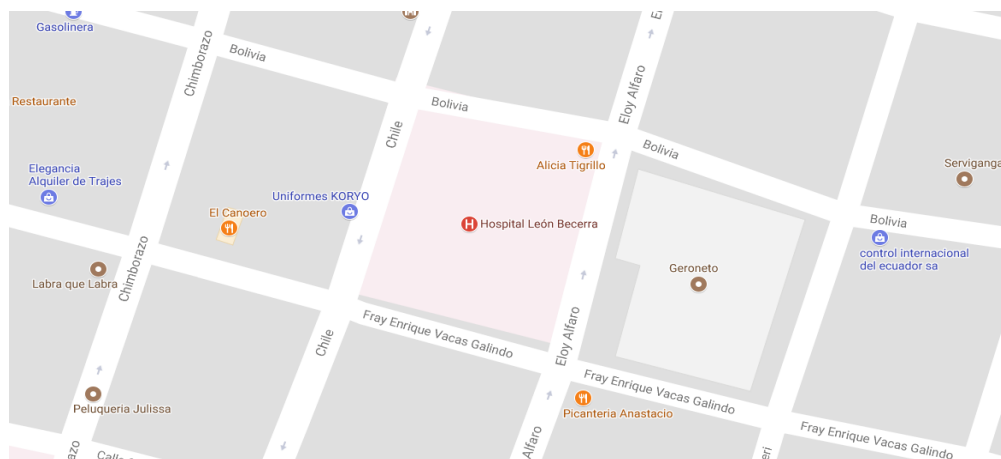 Gasolinera
Bolivia
Chimborazo
Eloy Alfaro
Restaurante
Bolivia
Chile
Bolivia
Alicia Tigrillo
Serviganga
Elegancia
Alquiler de Trajes
Uniformes KORYO
El Canoero
Hospital León Becerra
Bolivia
control internacional
del ecuador sa
Chimborazo
Geroneto
Labra que Labra
Fray Enrique Vacas Galindo
Chile
Eloy Alfaro
Fray Enrique Vacas Galindo
Peluqueria Julissa
Picanteria Anastacio
Fray Enrique Vacas Galindo
Alfaro